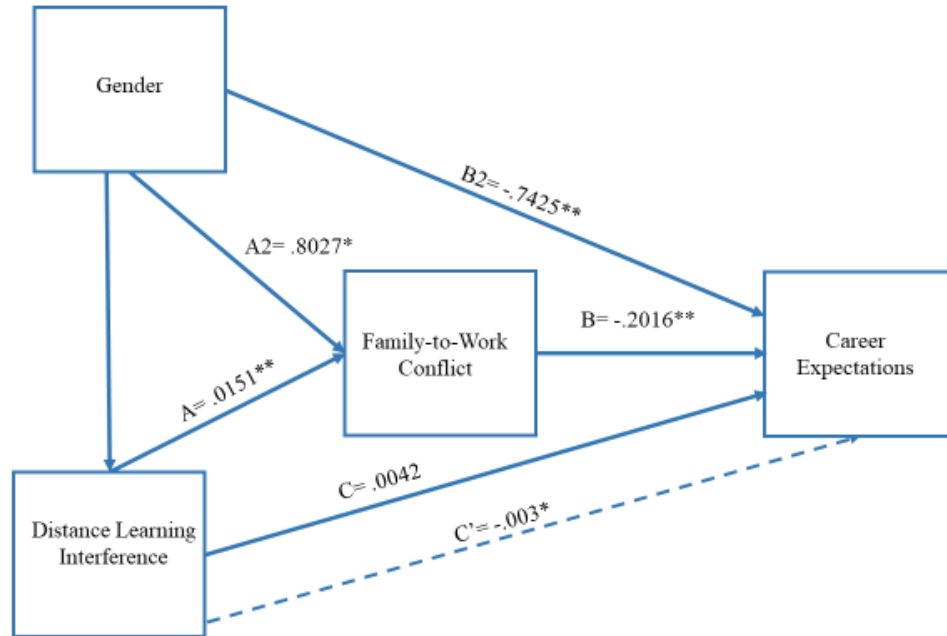 Gender
B2= -.7425**
A2= .8027*
Family-to-Work
Conflict
B= -.2016**
Career
Expectations
A= .0151**
C= .0042
Distance Learning
Interference
C’= -.003*